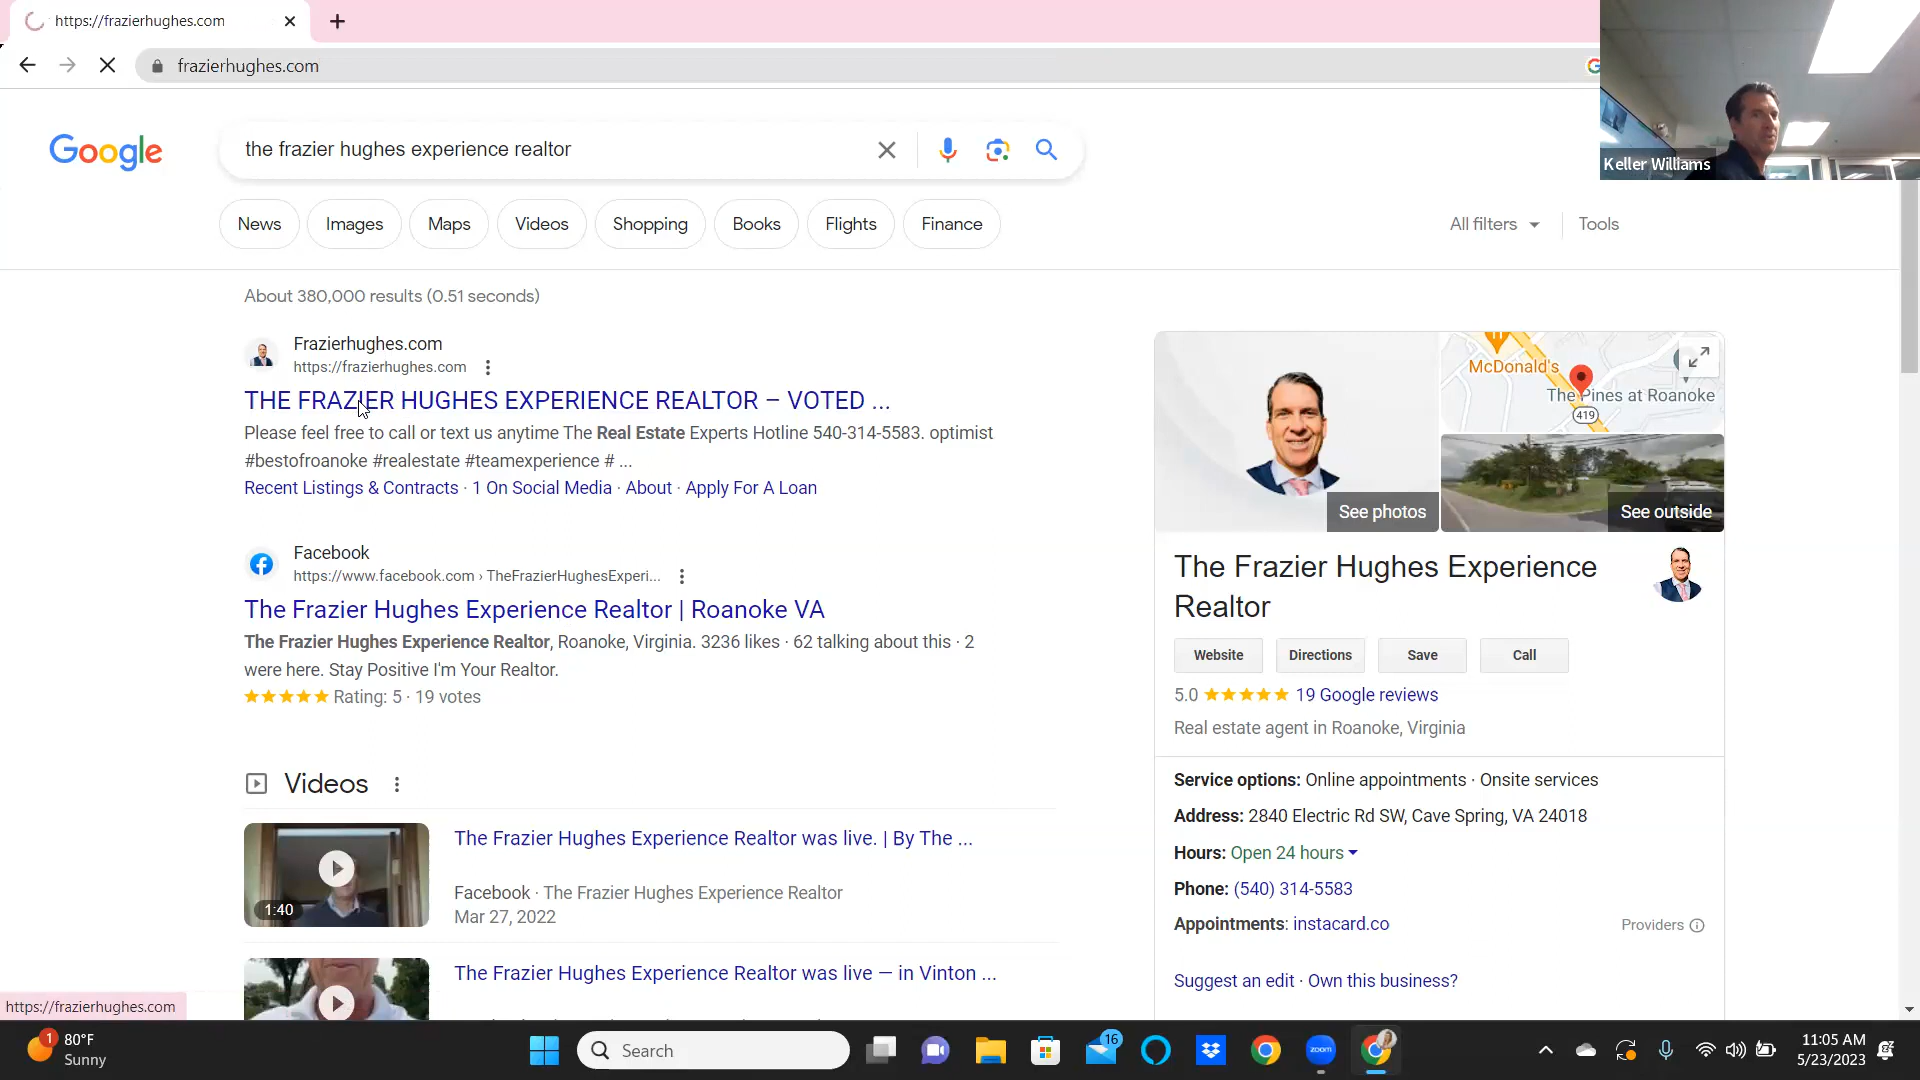 https://frazierhughes.com
frazierhughes.com
Keller Williams
Google
the frazier hughes experience realtor
News
Images
Maps
Videos
Shopping
Books
Flights
Finance
All filters
Tools
About 380,000 results (0.51 seconds)
Frazierhughes.com
https://frazierhughes.com
THE FRAZIER HUGHES EXPERIENCE REALTOR – VOTED ...
Please feel free to call or text us anytime The Real Estate Experts Hotline 540-314-5583. optimist
#bestofroanoke #realestate #teamexperience # ...
Recent Listings & Contracts · 1 On Social Media · About · Apply For A Loan
Facebook
https://www.facebook.com › TheFrazierHughesExperi...
The Frazier Hughes Experience Realtor | Roanoke VA
The Frazier Hughes Experience Realtor, Roanoke, Virginia. 3236 likes · 62 talking about this · 2
were here. Stay Positive I'm Your Realtor.
Rating: 5 · 19 votes
Videos
1:40
The Frazier Hughes Experience Realtor was live. | By The ...
Facebook · The Frazier Hughes Experience Realtor
Mar 27, 2022
The Frazier Hughes Experience Realtor was live — in Vinton ...
McDonald's
The Pines at Roanoke
419
See photos
See outside
The Frazier Hughes Experience
Realtor
Website
Directions
Save
Call
5.0
19 Google reviews
Real estate agent in Roanoke, Virginia
Service options: Online appointments · Onsite services
Address: 2840 Electric Rd SW, Cave Spring, VA 24018
Hours: Open 24 hours
Phone: (540) 314-5583
Appointments: instacard.co
Providers
Suggest an edit · Own this business?
https://frazierhughes.com
1
80°F
Sunny
Search
16
zoom
11:05 AM
5/23/2023